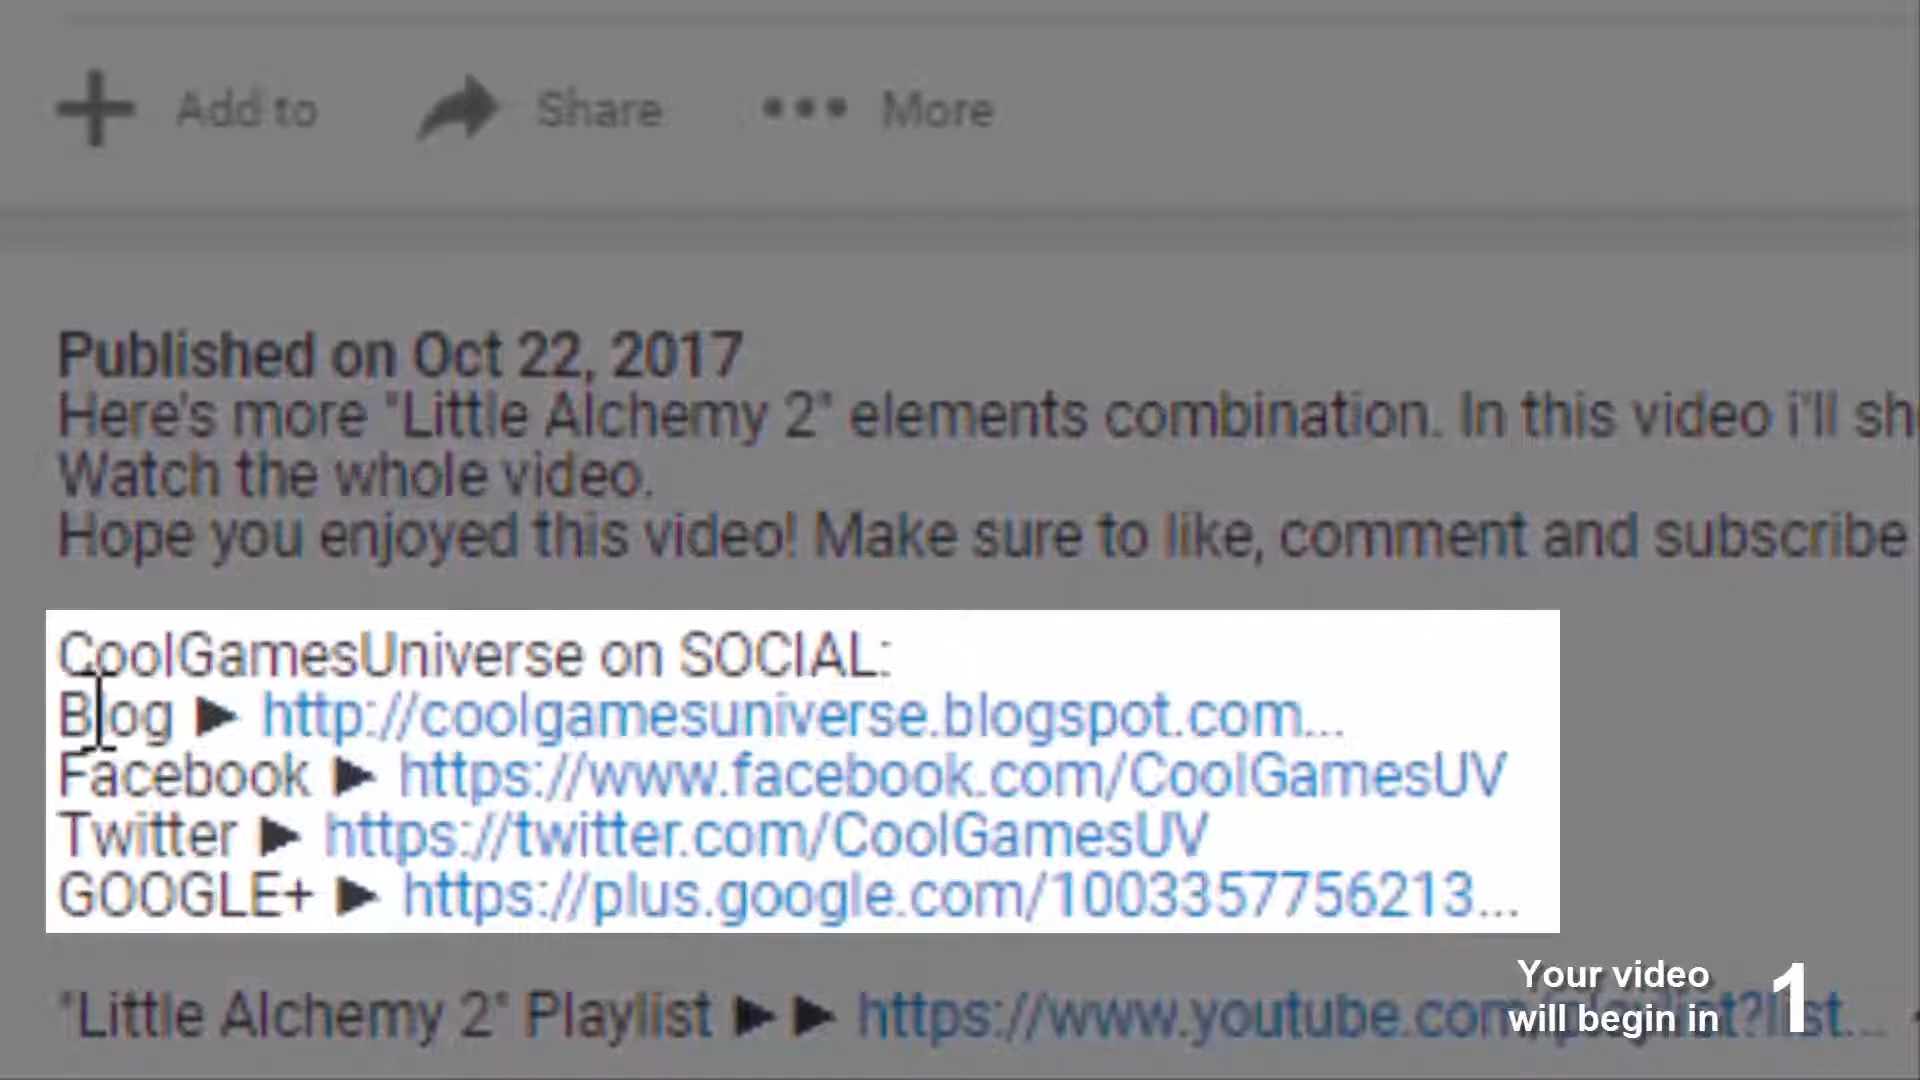 Add to Share More
Published on Oct 22, 2017
Here's more "Little Alchemy 2" elements combination. In this video i'll
Watch the whole video.
Hope you enjoyed this video! Make sure to like, comment and subscribe
CoolGamesUniverse on SOCIAL:
Blog ► http://coolgamesuniverse.blogspot.com...
Facebook ► https://www.facebook.com/CoolGamesUV
Twitter ► https://twitter.com/CoolGamesUV
GOOGLE+ ► https://plus.google.com/1003357756213...
"Little Alchemy 2" Playlist ►► https://www.youtube.com/playlist?list...
Your video
will begin in 1